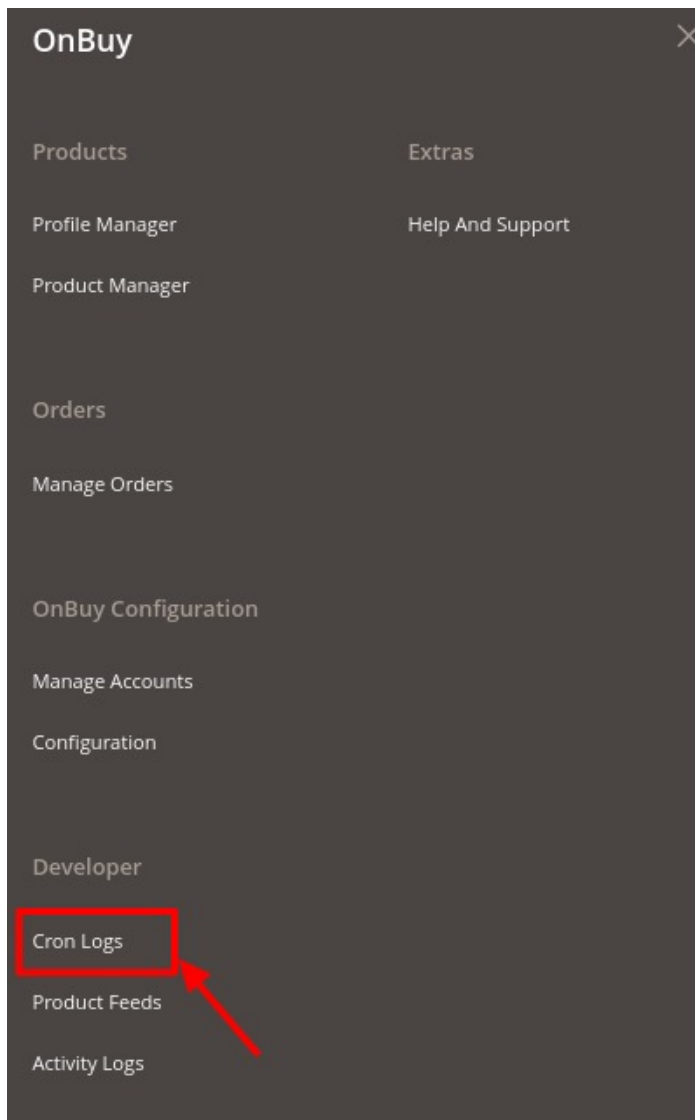 OnBuy
Products
Profile Manager
Product Manager
Extras
Help And Support
Orders
Manage Orders
OnBuy Configuration
Manage Accounts
Configuration
Developer
Cron Logs
Product Feeds
Activity Logs